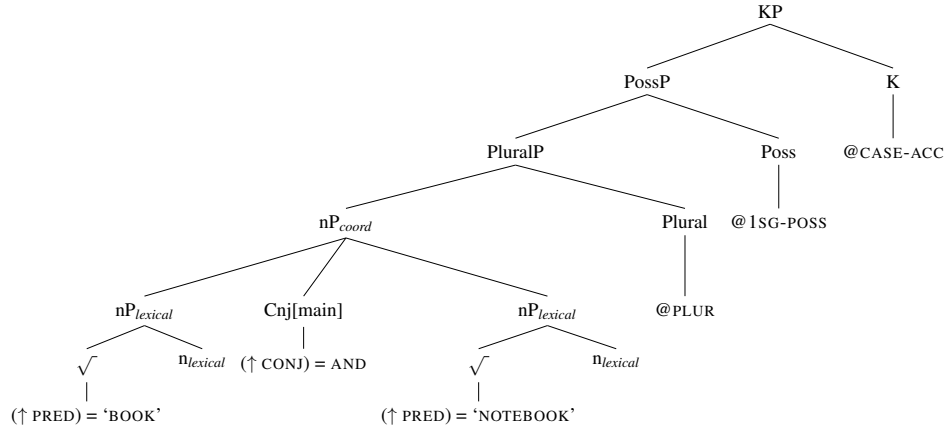 KP
PossP K
PluralP Poss @CASE-ACC
nPcoord Plural @1SG-POSS
nPlexical Cnj[main] nPlexical @PLUR
√ nlexical (↑ CONJ) = AND √ nlexical
(↑ PRED) = ‘BOOK’ (↑ PRED) = ‘NOTEBOOK’